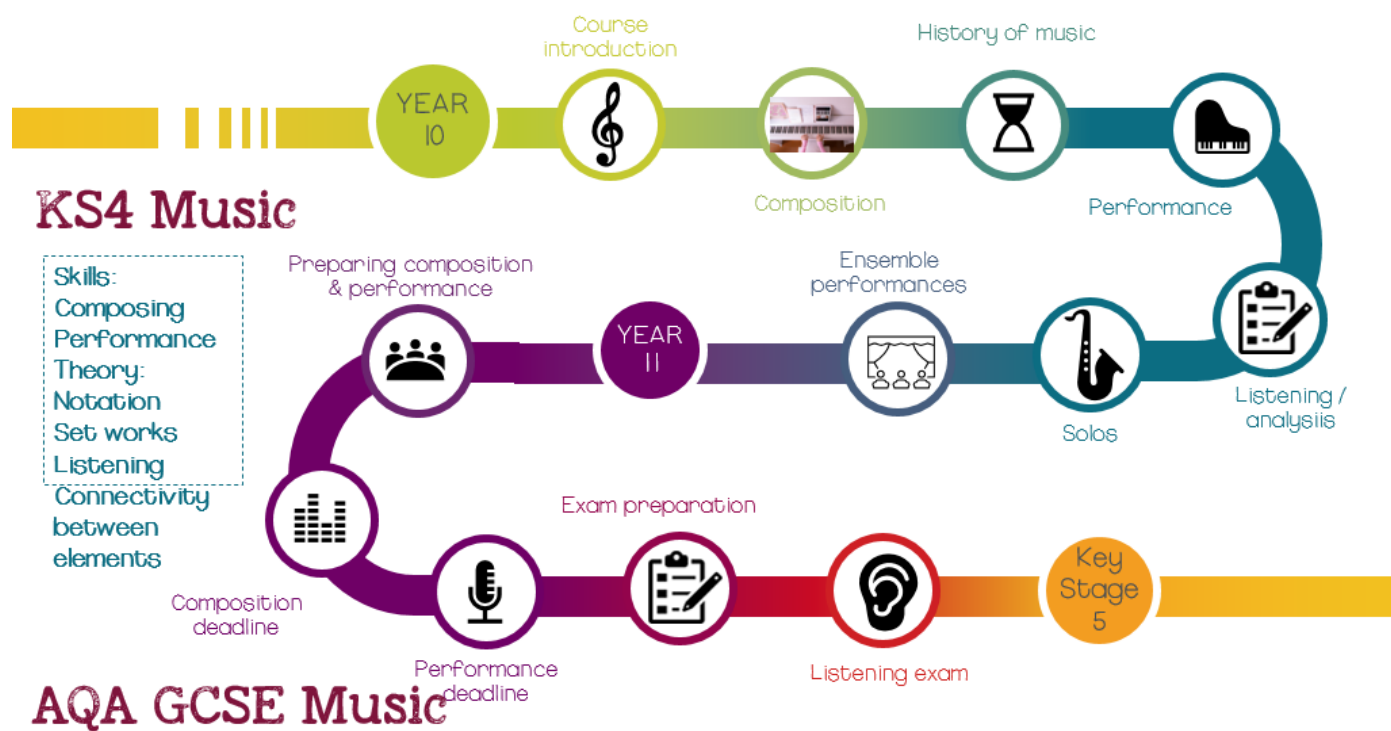 Course
introduction
History of music
YEAR
10
Composition
Performance
KS4 Music
Skills:
Composing
Performance
Theory:
Notation
Set works
Listening
Connectivity
between
elements
Preparing composition
& performance
YEAR
11
Ensemble
performances
Solos
Listening /
analysiis
Composition
deadline
Performance
deadline
Exam preparation
Listening exam
Key
Stage
5
AQA GCSE Music